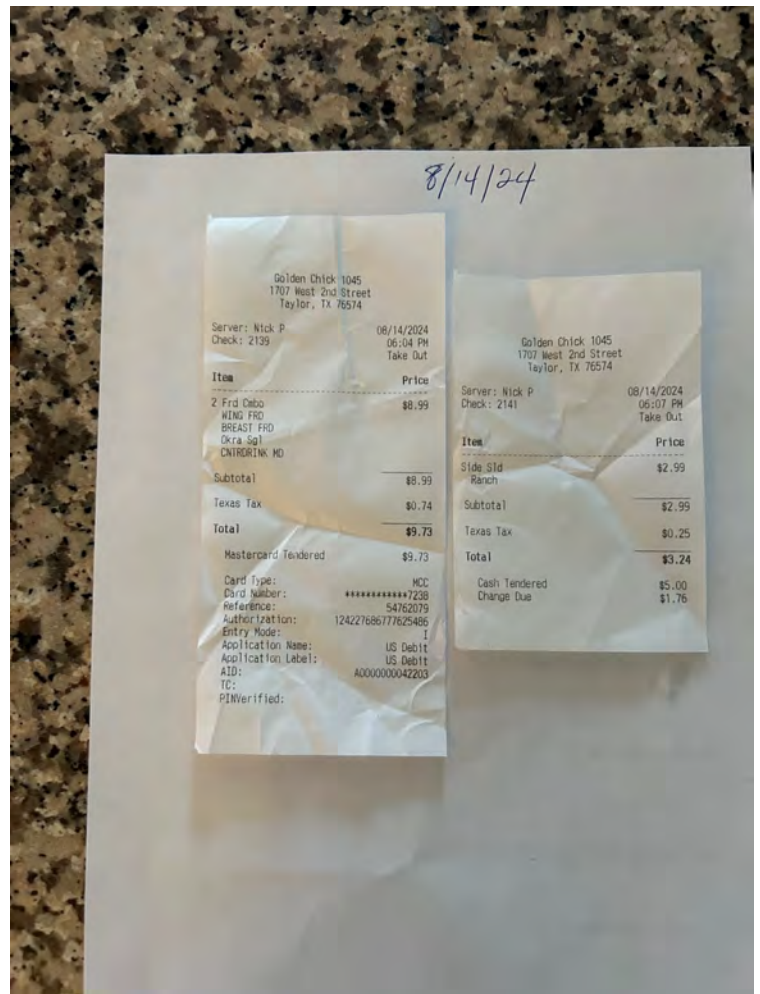 8/14/24
Golden Chick 1045
1707 West 2nd Street
Taylor, TX 76574
Server: Nick P 08/14/2024
Check: 2139 06:04 PM
Take Out
Item Price
2 Frd Cmbo $8.99
WING FRD
BREAST FRD
Okra Sgl
CNTRDRINK MD
Subtotal $8.99
Texas Tax $0.74
Total $9.73
Mastercard Tendered $9.73
Card Type: MCC
Card Number: ************7238
Reference: 54762079
Authorization: 124227686777625486
Entry Mode: I
Application Name: US Debit
Application Label: US Debit
AID: A0000000042203
TC:
PINVerified:
Golden Chick 1045
1707 West 2nd Street
Taylor, TX 76574
Server: Nick P 08/14/2024
Check: 2141 06:07 PM
Take Out
Item Price
Side Sld $2.99
Ranch
Subtotal $2.99
Texas Tax $0.25
Total $3.24
Cash Tendered $5.00
Change Due $1.76